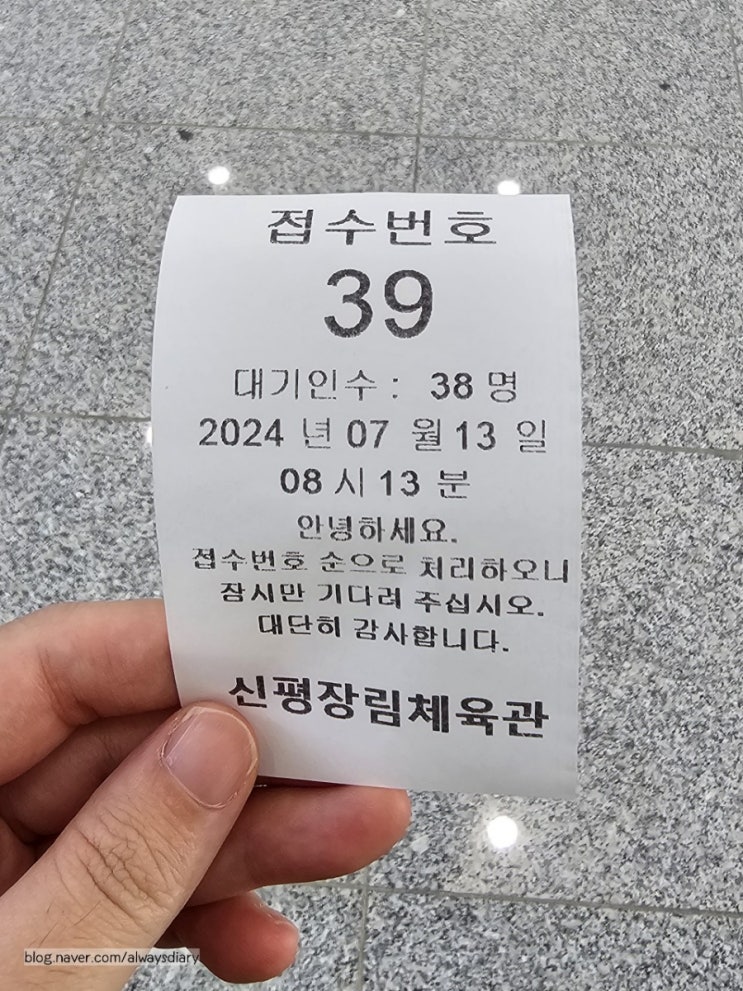 접수번호
39
대기인수 : 38 명
2024 년 07 월 13 일
08 시 13 분
안녕하세요.
접수번호 순으로 처리하오니
잠시만 기다려 주십시오.
대단히 감사합니다.
신평장림체육관
blog.naver.com/alwaysdiary